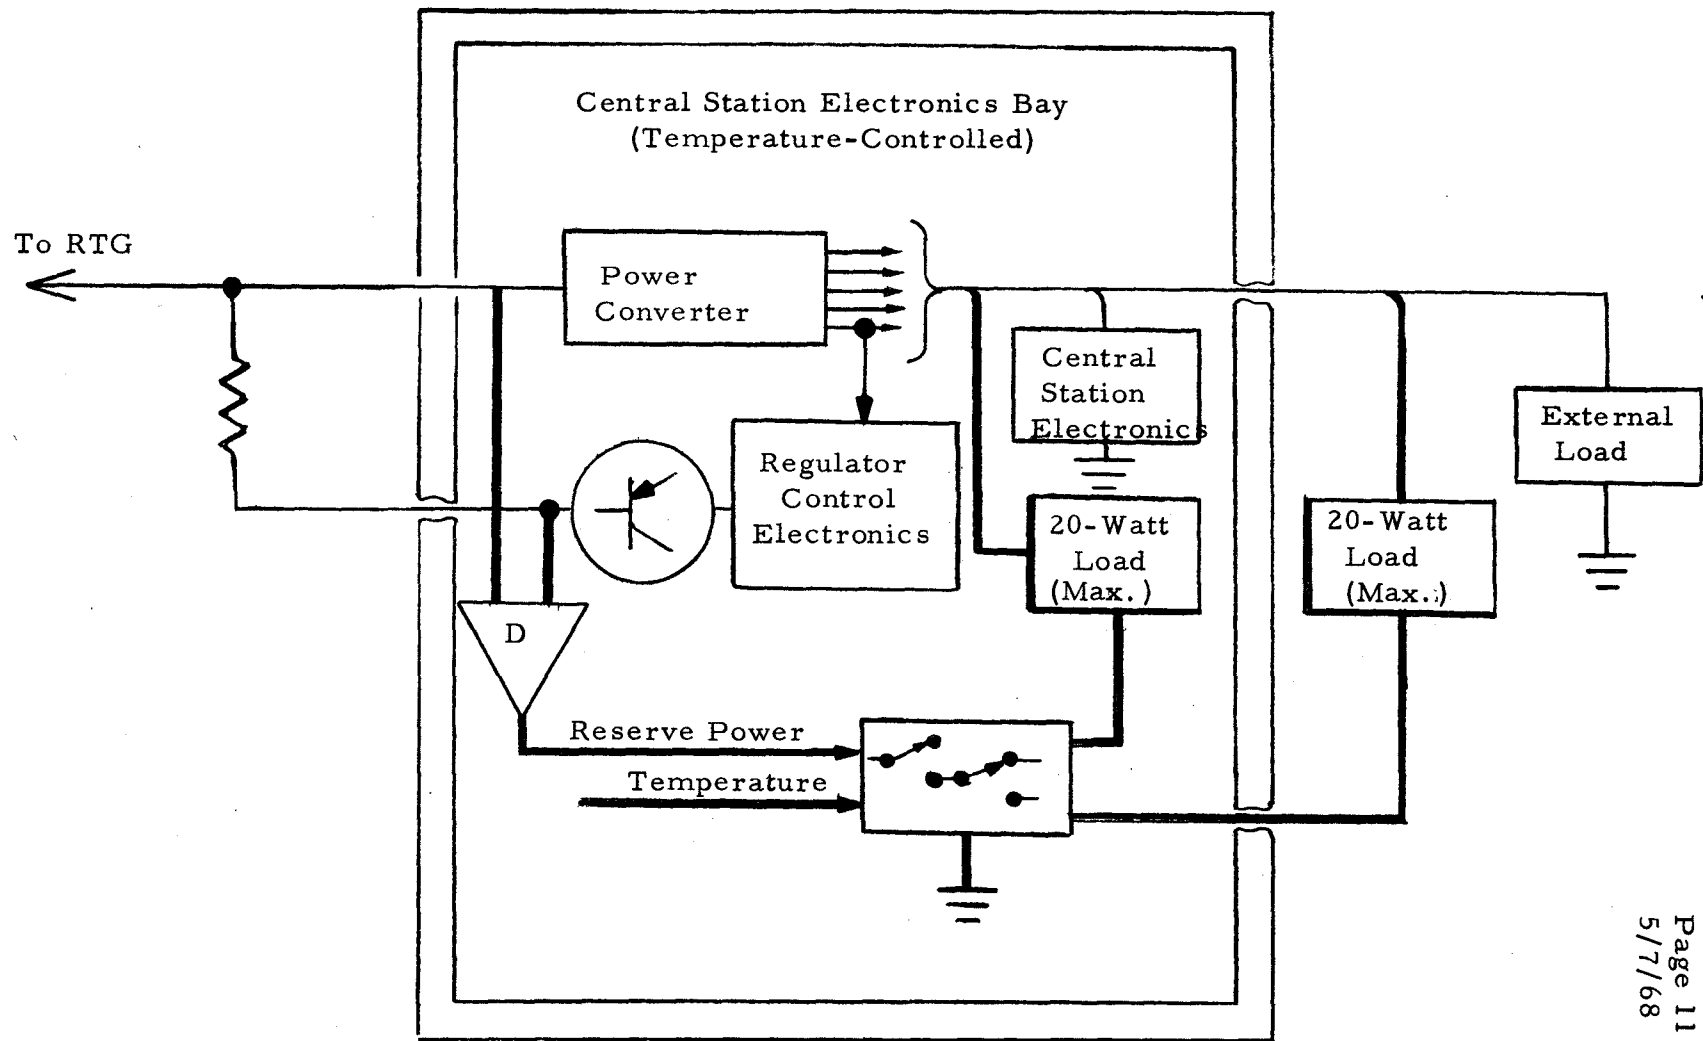 Central Station Electronics Bay
(Temperature-Controlled)
To RTG
Power
Converter
Central
Station
Electronics
External
Load
Regulator
Control
Electronics
20-Watt
Load
(Max.)
20-Watt
Load
(Max.)
D
Reserve Power
Temperature
Page 11
5/7/68